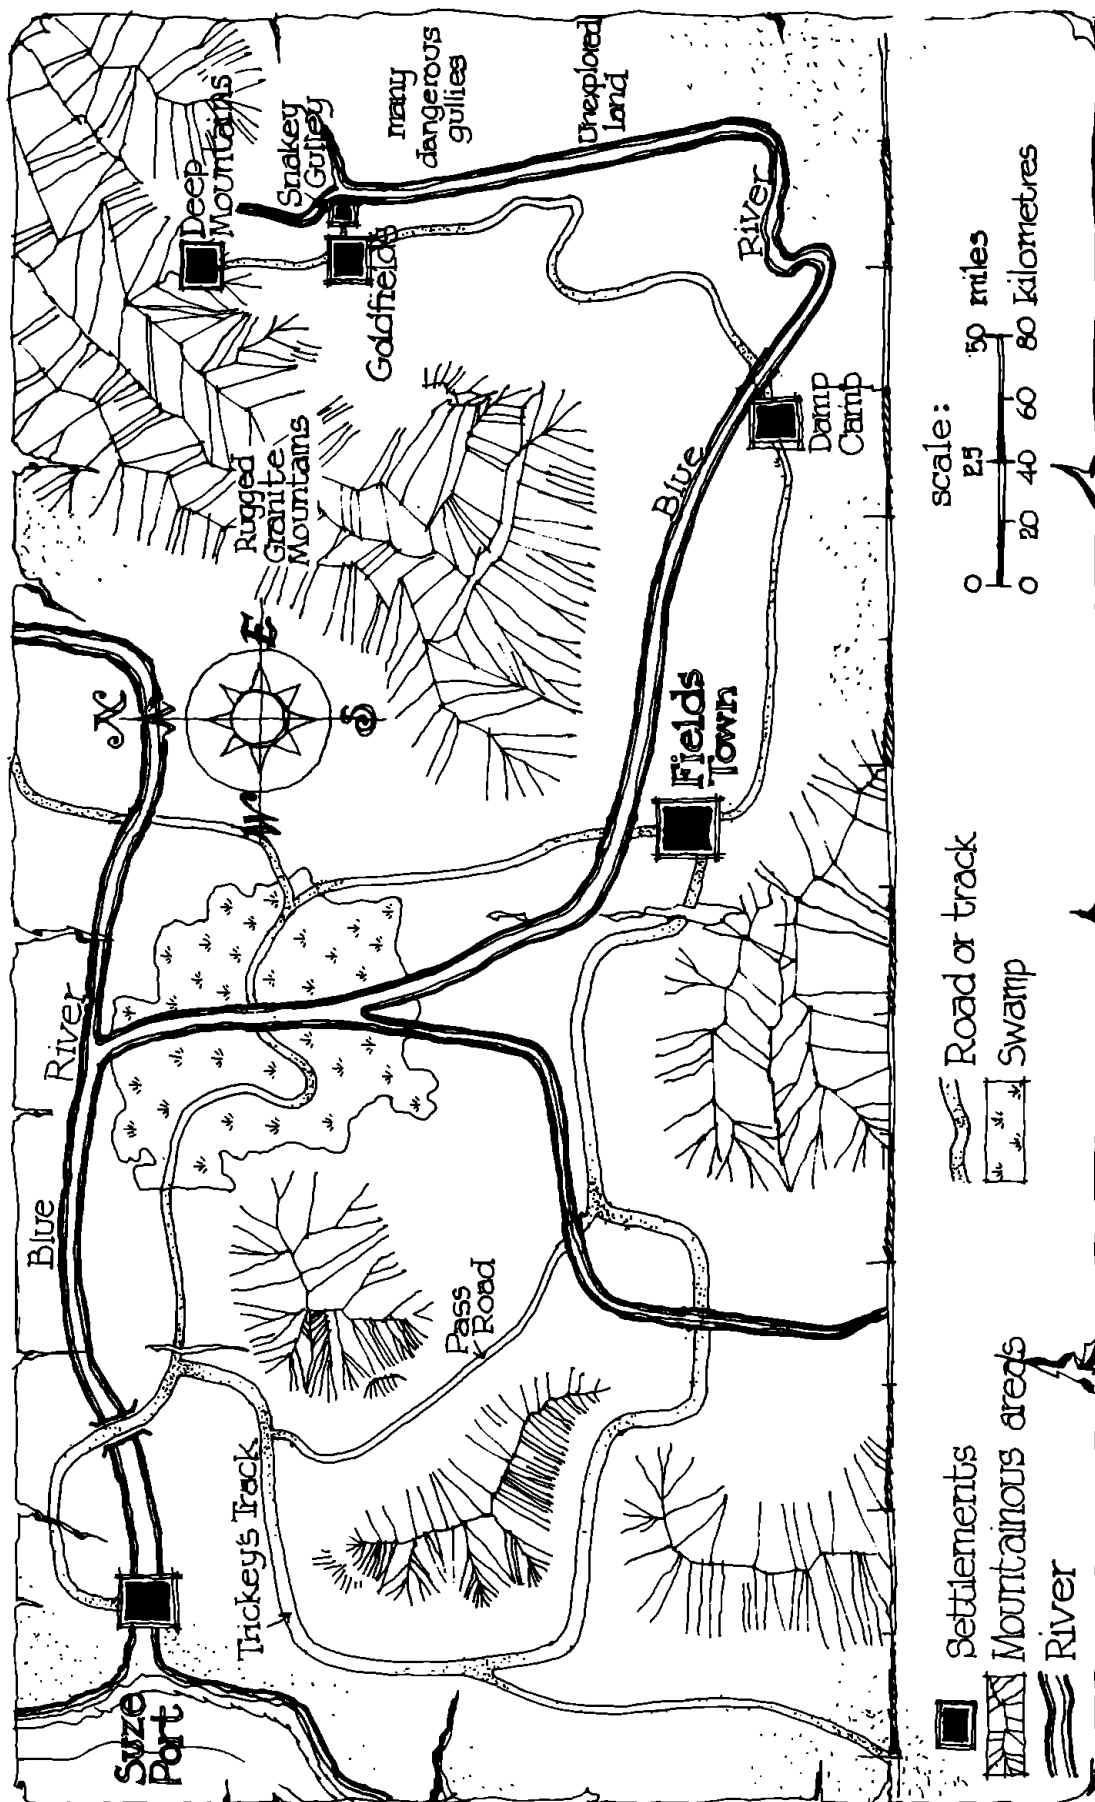 Blue
River
Suze
Port
N
Deep
Mountains
Trickey's Track
W
E
Rugged
Granite
Mountains
Snakey
Gulley
S
Goldfields
many
dangerous
gullies
Pass
Road
Unexplored
land
Blue
River
Fields
Town
Damp
Camp
Settlements
Mountainous areas
River
Road or track
Swamp
scale:
0 25 50 miles
0 20 40 60 80 kilometres